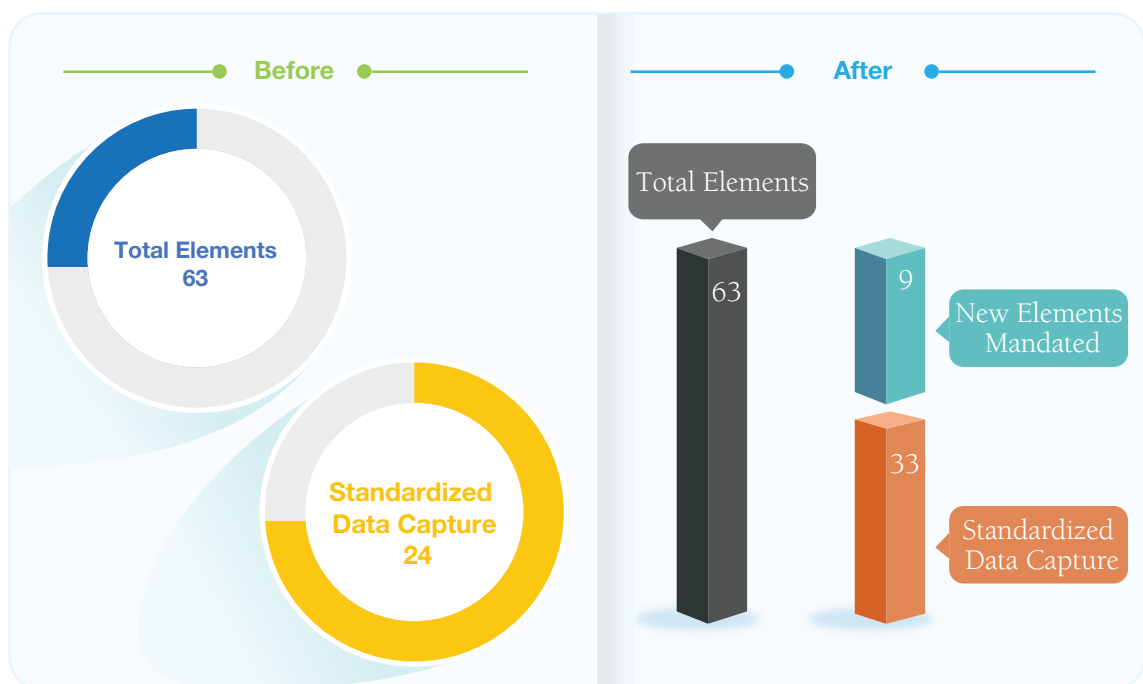 Before
Total Elements
63
Standardized
Data Capture
24
After
Total Elements
63
9
New Elements
Mandated
33
Standardized
Data Capture